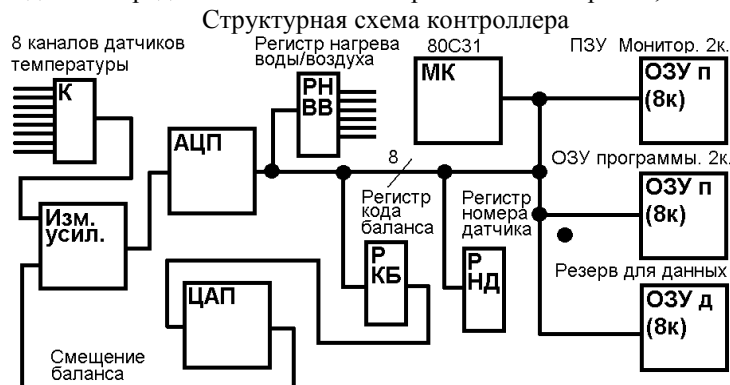 Структурная схема контроллера
8 каналов датчиков
температуры
К
Регистр нагрева
воды/воздуха
РН
ВВ
80С31
МК
ПЗУ Монитор. 2к.
ОЗУ п
(8к)
АЦП
8
ОЗУ программы. 2к.
ОЗУ п
(8к)
Изм.
усил.
Регистр
кода
баланса
Р
КБ
Регистр
номера
датчика
Р
НД
Резерв для данных
ОЗУ д
(8к)
ЦАП
Смещение
баланса